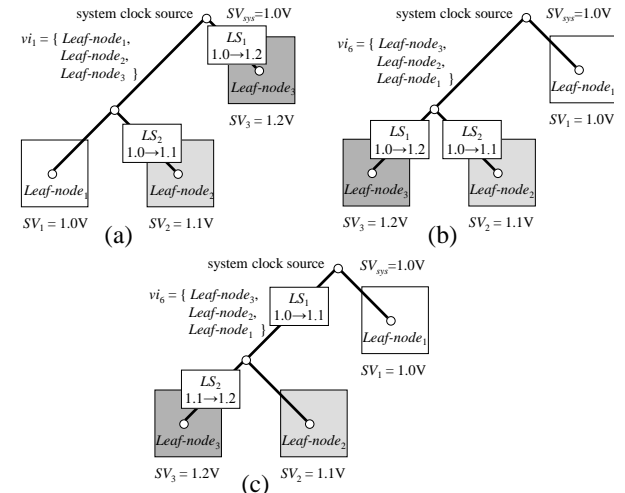 system clock source
SVsys=1.0V
vi1 = { Leaf-node1,
Leaf-node2,
Leaf-node3 }
LS1
1.0→1.2
Leaf-node3
SV3 = 1.2V
LS2
1.0→1.1
Leaf-node1
Leaf-node2
SV1 = 1.0V
SV2 = 1.1V
(a)
system clock source
SVsys=1.0V
vi6 = { Leaf-node3,
Leaf-node2,
Leaf-node1 }
Leaf-node1
SV1 = 1.0V
LS1
1.0→1.2
LS2
1.0→1.1
Leaf-node3
Leaf-node2
SV3 = 1.2V
SV2 = 1.1V
(b)
system clock source
SVsys=1.0V
vi6 = { Leaf-node3,
Leaf-node2,
Leaf-node1 }
LS1
1.0→1.1
Leaf-node1
SV1 = 1.0V
LS2
1.1→1.2
Leaf-node3
Leaf-node2
SV3 = 1.2V
SV2 = 1.1V
(c)